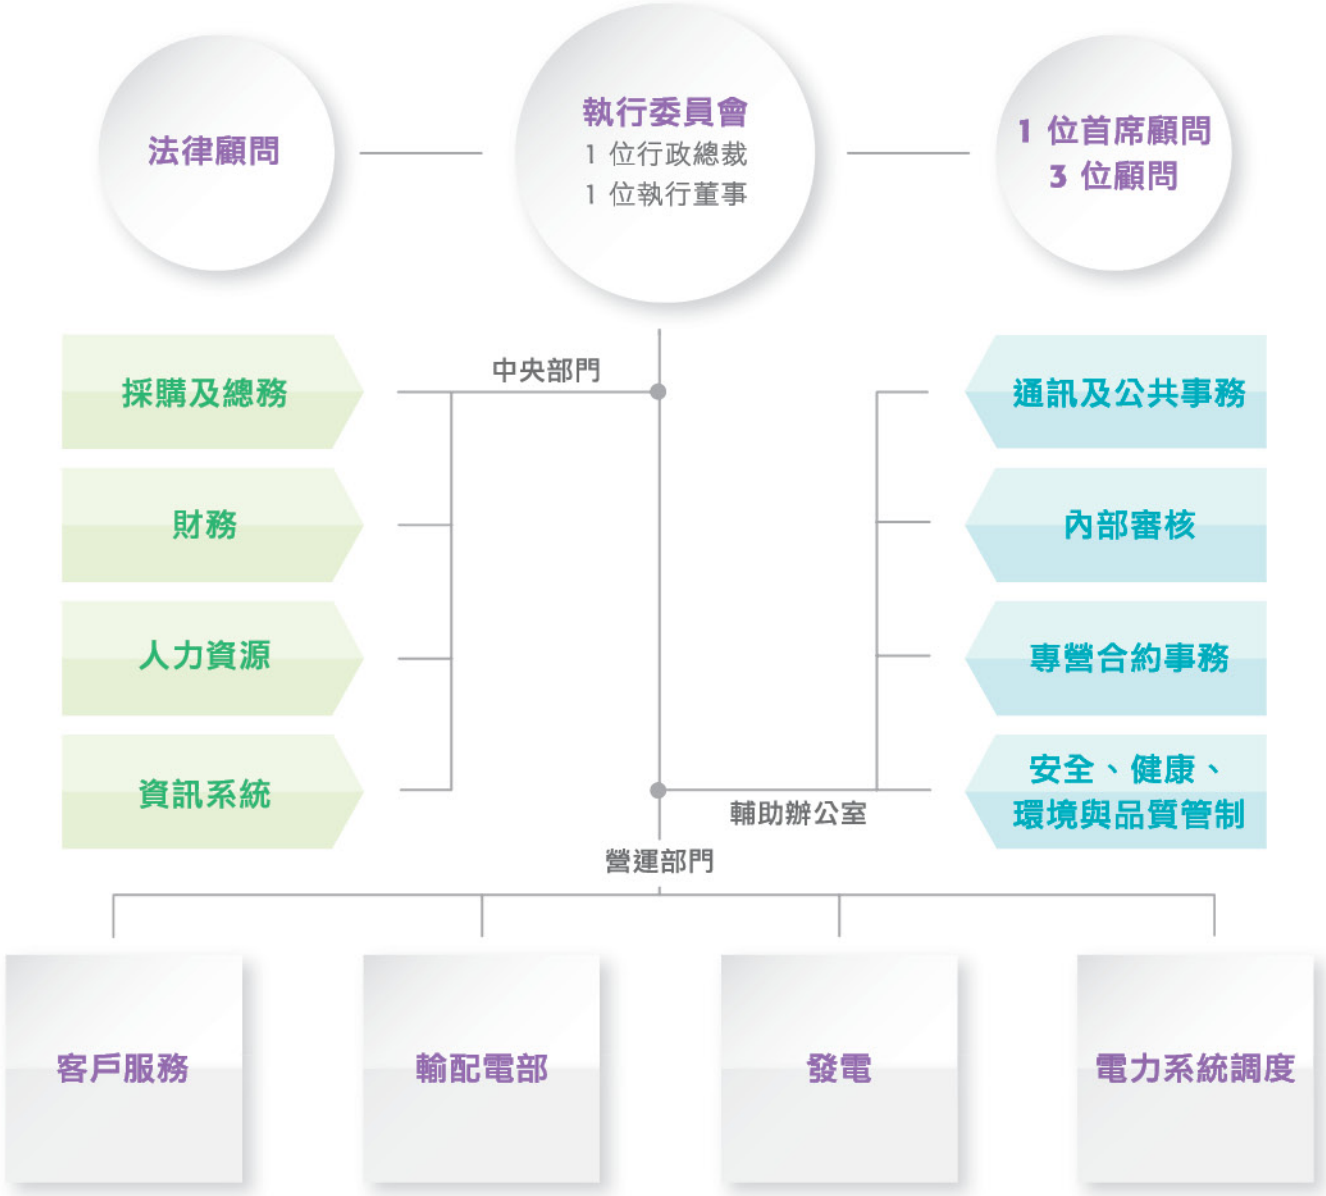 法律顧問
執行委員會
1 位行政總裁
1 位執行董事
1 位首席顧問
3 位顧問
中央部門
採購及總務
財務
人力資源
資訊系統
通訊及公共事務
內部審核
專營合約事務
安全、健康、
環境與品質管制
輔助辦公室
營運部門
客戶服務
輸配電部
發電
電力系統調度